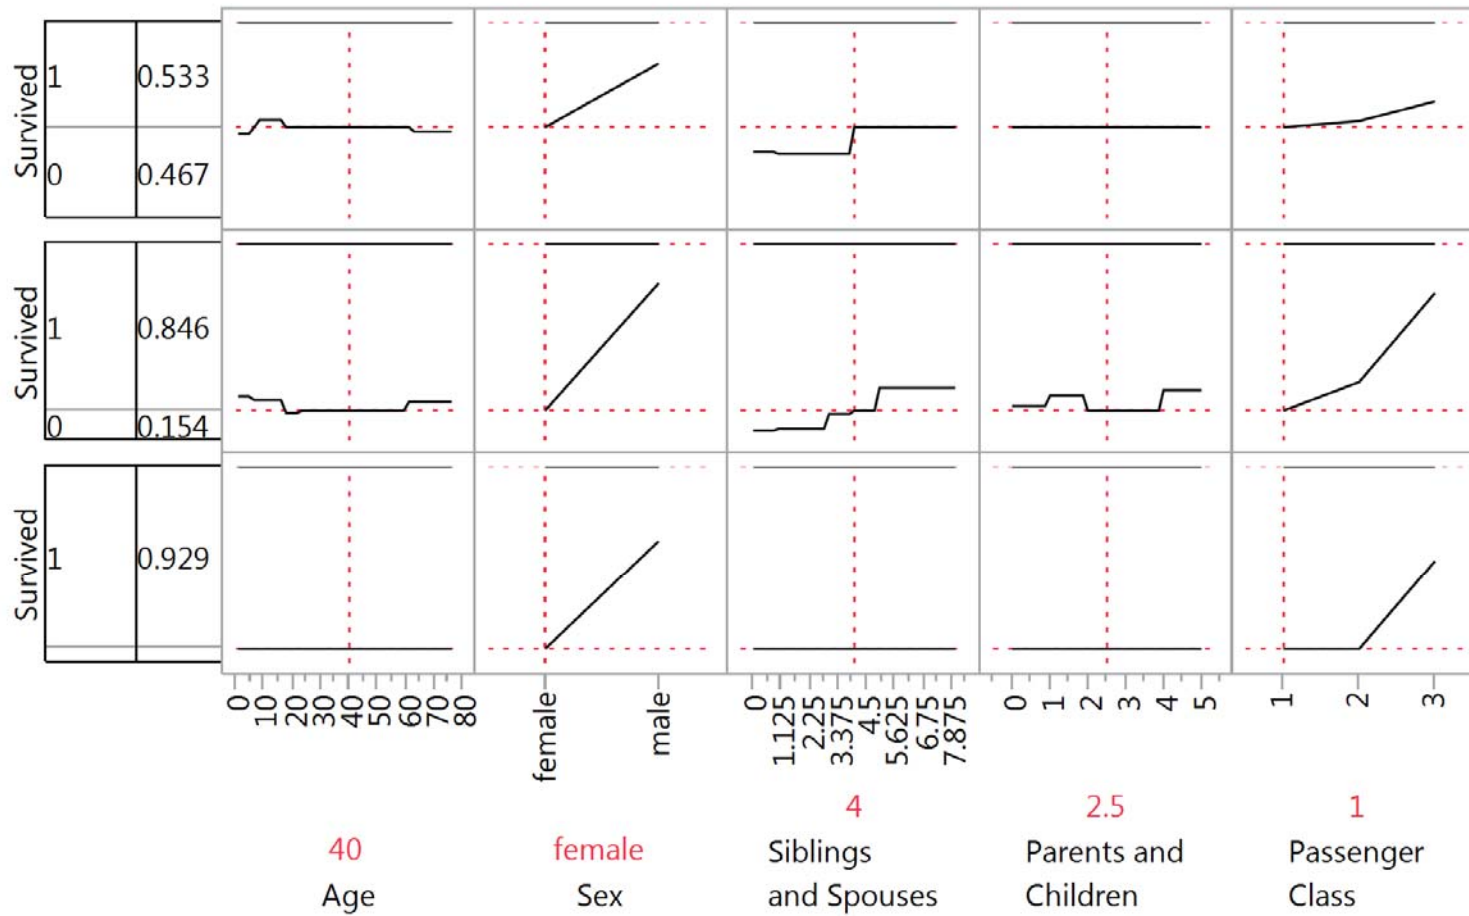 Survived
1 0.533
0 0.467
Survived
1 0.846
0 0.154
Survived
1 0.929
0 10 20 30 40 50 60 70 80
female male
0 1.125 2.25 3.375 4.5 5.625 6.75 7.875
0 1 2 3 4 5
1 2 3
4 2.5 1
40 female Siblings Parents and Passenger
Age Sex and Spouses Children Class